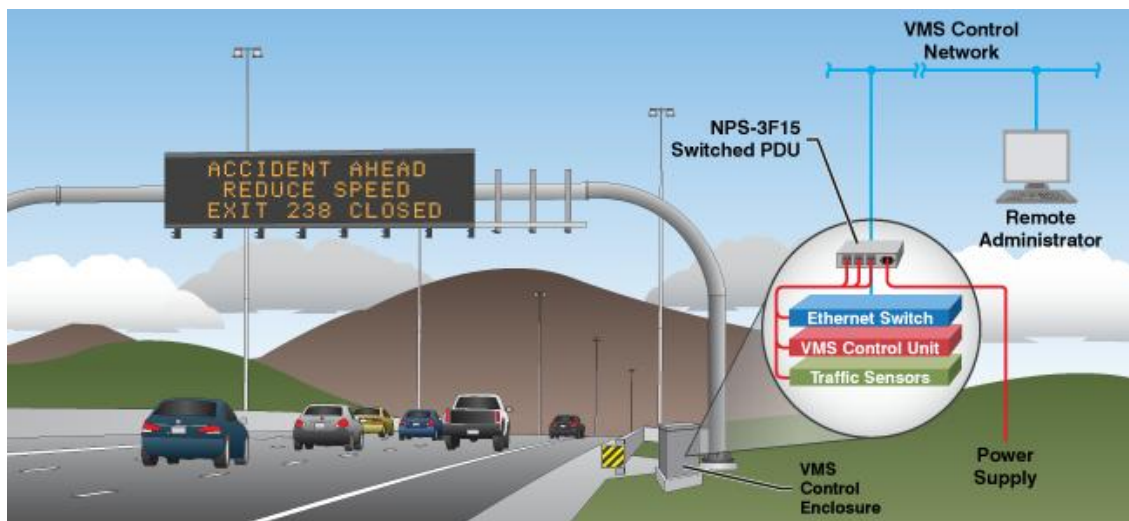 VMS Control
Network
NPS-3F15
Switched PDU
ACCIDENT AHEAD
REDUCE SPEED
EXIT 238 CLOSED
Remote
Administrator
Ethernet Switch
VMS Control Unit
Traffic Sensors
Power
Supply
VMS
Control
Enclosure